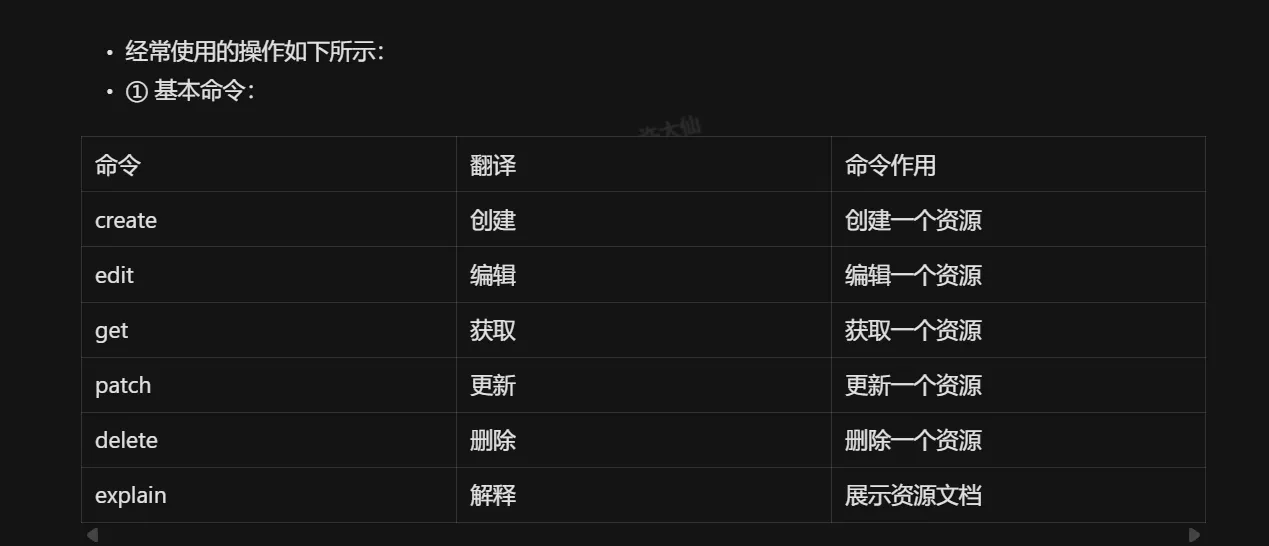 • 经常使用的操作如下所示：
• ① 基本命令：
命令 翻译 命令作用
create 创建 创建一个资源
edit 编辑 编辑一个资源
get 获取 获取一个资源
patch 更新 更新一个资源
delete 删除 删除一个资源
explain 解释 展示资源文档